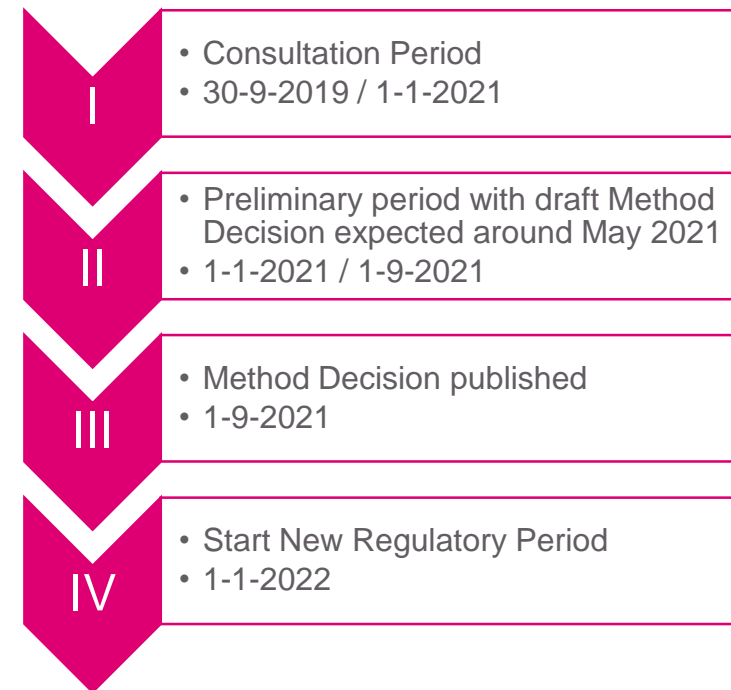 I
• Consultation Period
• 30-9-2019 / 1-1-2021
II
• Preliminary period with draft Method
Decision expected around May 2021
• 1-1-2021 / 1-9-2021
III
• Method Decision published
• 1-9-2021
IV
• Start New Regulatory Period
• 1-1-2022